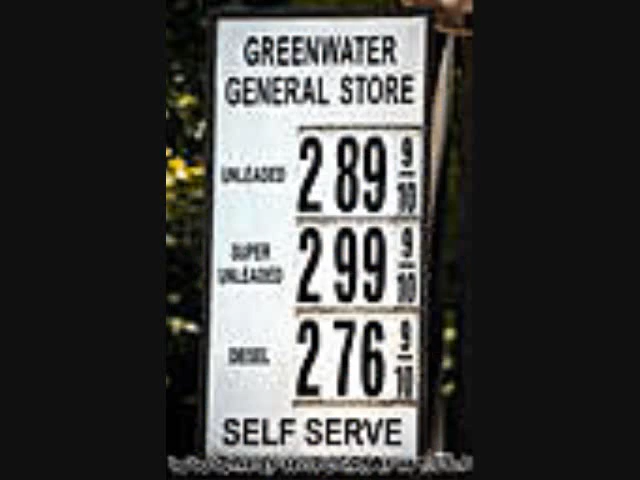 GREENWATER
GENERAL STORE
UNLEADED 2 89 9/10
SUPER
UNLEADED 2 99 9/10
DIESEL 2 76 9/10
SELF SERVE